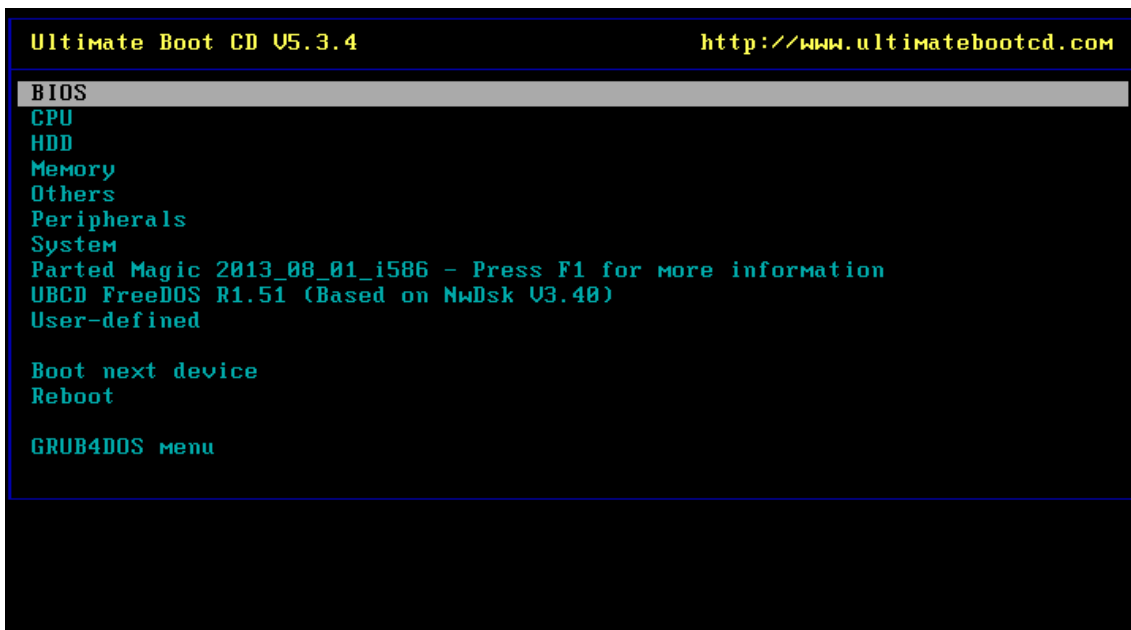 Ultimate Boot CD V5.3.4 http://www.ultimatebootcd.com
BIOS
CPU
HDD
Memory
Others
Peripherals
System
Parted Magic 2013_08_01_i586 - Press F1 for more information
UBCD FreeDOS R1.51 (Based on NwDsk V3.40)
User-defined
Boot next device
Reboot
GRUB4DOS menu